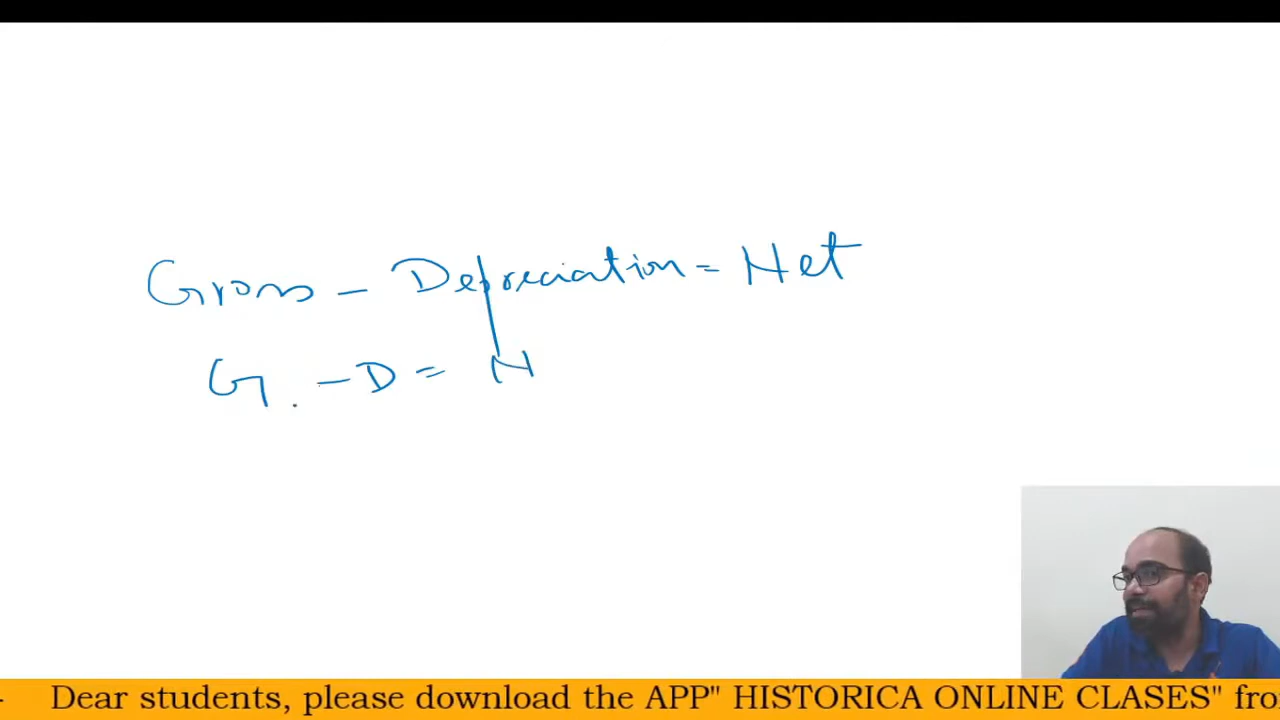 Gross - Depreciation = Net
G - D = N
- Dear students, please download the APP" HISTORICA ONLINE CLASES" fro